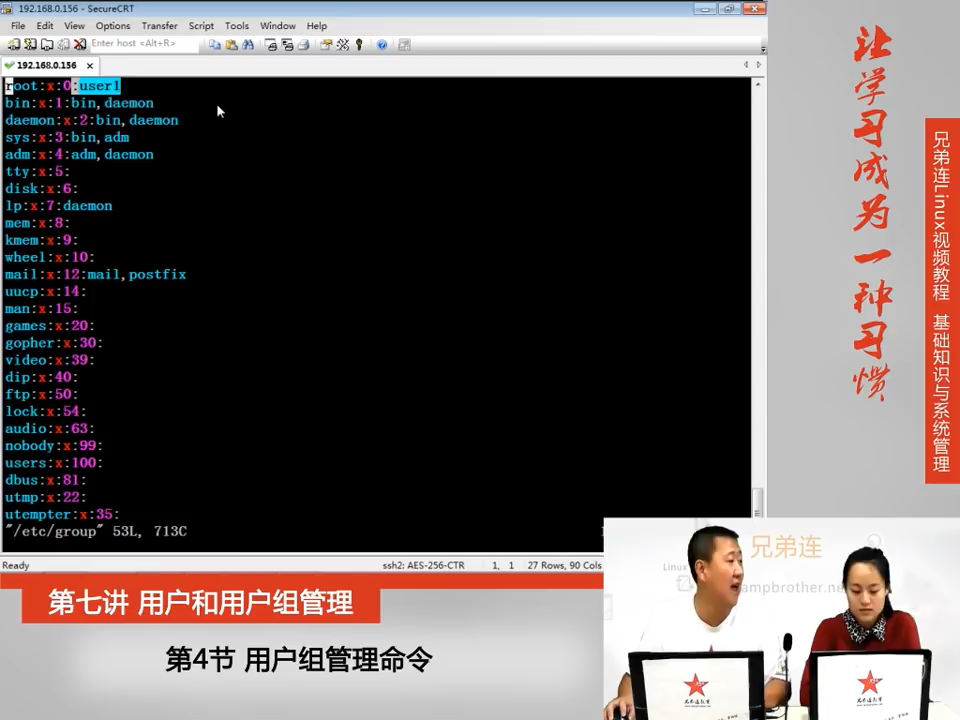 192.168.0.156 - SecureCRT
File Edit View Options Transfer Script Tools Window Help
Enter host <Alt+R>
192.168.0.156
root:x:0:user1
bin:x:1:bin,daemon
daemon:x:2:bin,daemon
sys:x:3:bin,adm
adm:x:4:adm,daemon
tty:x:5:
disk:x:6:
lp:x:7:daemon
mem:x:8:
kmem:x:9:
wheel:x:10:
mail:x:12:mail,postfix
uucp:x:14:
man:x:15:
games:x:20:
gopher:x:30:
video:x:39:
dip:x:40:
ftp:x:50:
lock:x:54:
audio:x:63:
nobody:x:99:
users:x:100:
dbus:x:81:
utmp:x:22:
utempter:x:35:
"/etc/group" 53L, 713C
Ready ssh2: AES-256-CTR 1, 1 27 Rows, 90 Cols
让学习成为一种习惯
兄弟连Linux视频教程 基础知识与系统管理
第七讲 用户和用户组管理
第4节 用户组管理命令
兄弟连
Linux
ampbrother.ne